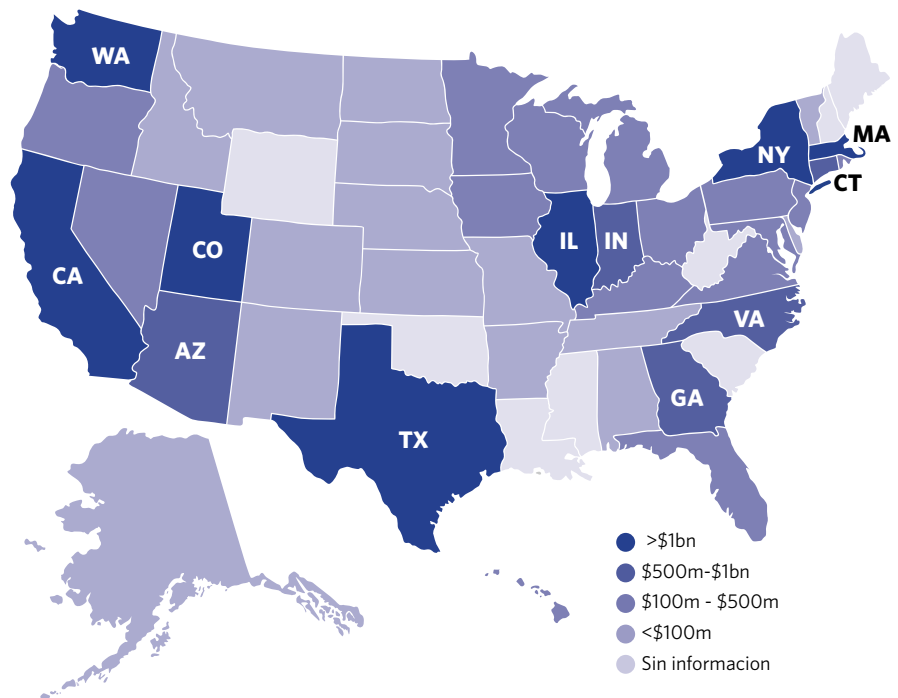 WA
MA
NY
CT
CO
IL
IN
CA
VA
AZ
GA
TX
>$1bn
$500m-$1bn
$100m - $500m
<$100m
Sin informacion